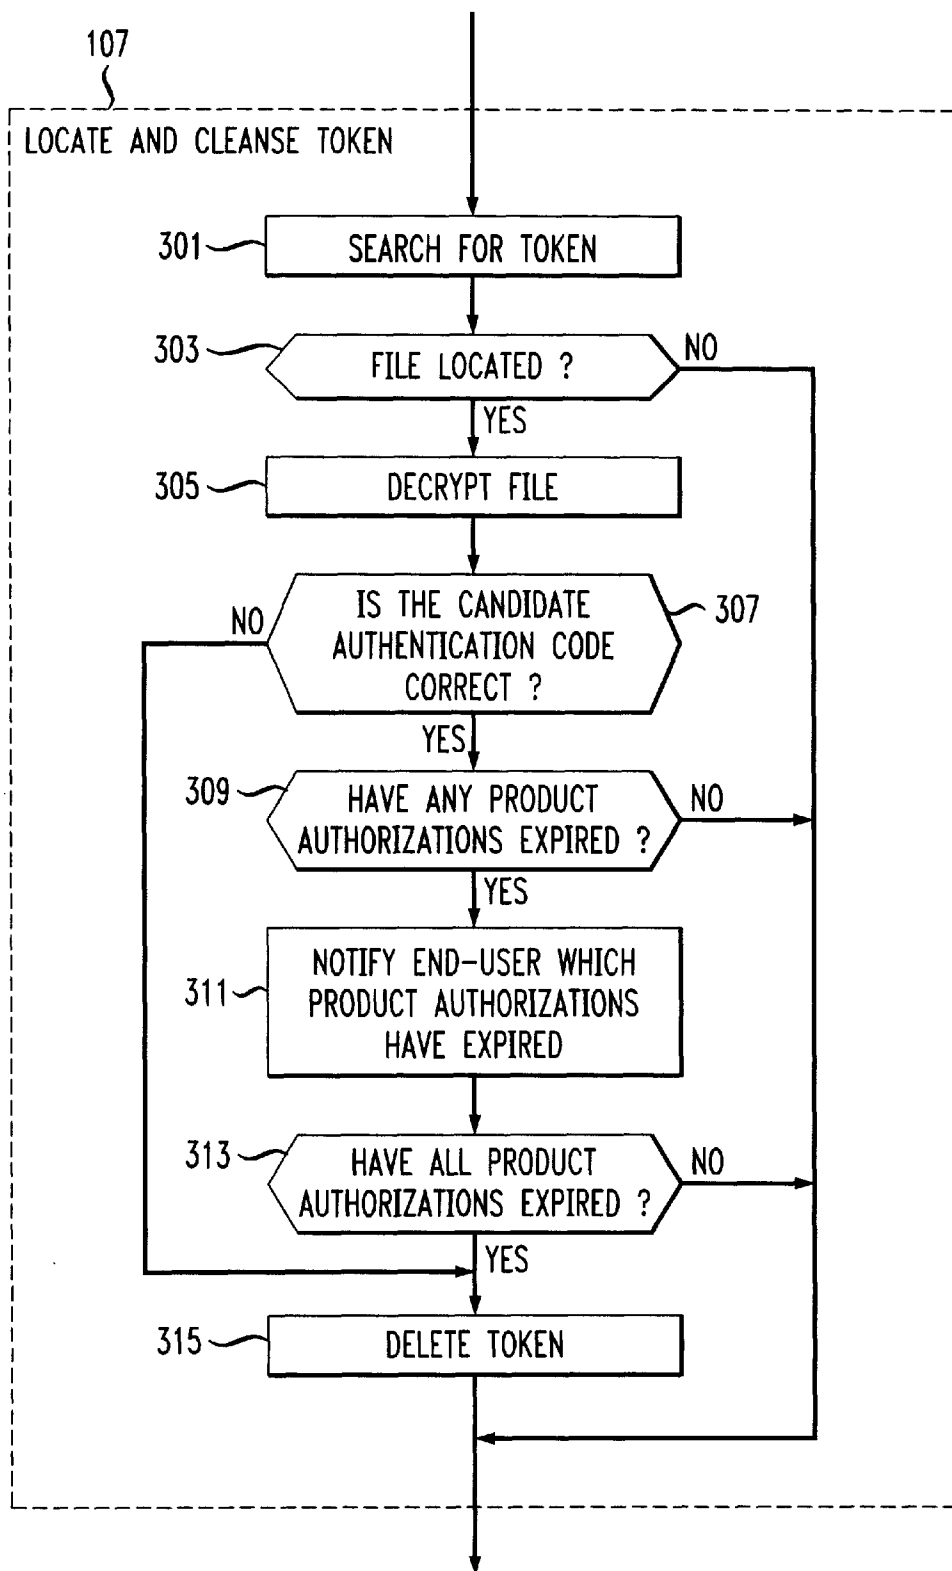 107
LOCATE AND CLEANSE TOKEN
301
SEARCH FOR TOKEN
303
FILE LOCATED ?
NO
YES
305
DECRYPT FILE
NO
IS THE CANDIDATE
AUTHENTICATION CODE
CORRECT ?
307
YES
309
HAVE ANY PRODUCT
AUTHORIZATIONS EXPIRED ?
NO
YES
311
NOTIFY END-USER WHICH
PRODUCT AUTHORIZATIONS
HAVE EXPIRED
313
HAVE ALL PRODUCT
AUTHORIZATIONS EXPIRED ?
NO
YES
315
DELETE TOKEN